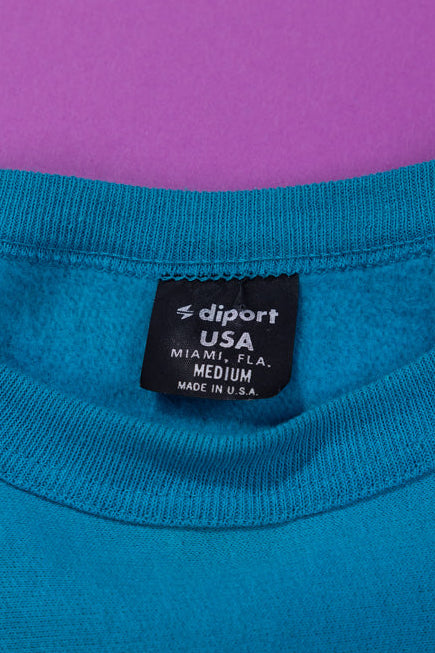 diport
USA
MIAMI, FLA.
MEDIUM
MADE IN U.S.A.